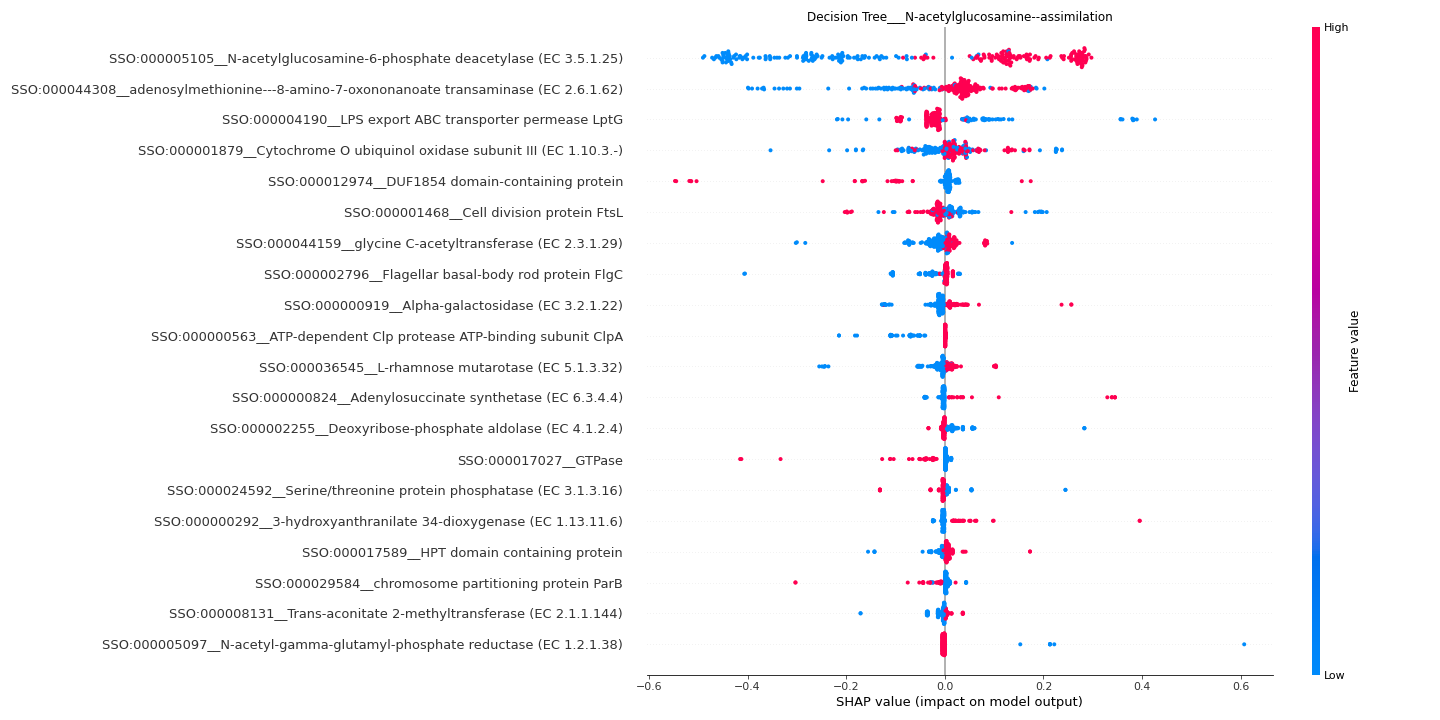 Decision Tree___N-acetylglucosamine--assimilation
High
SSO:000005105__N-acetylglucosamine-6-phosphate deacetylase (EC 3.5.1.25)
SSO:000044308__adenosylmethionine---8-amino-7-oxononanoate transaminase (EC 2.6.1.62)
SSO:000004190__LPS export ABC transporter permease LptG
SSO:000001879__Cytochrome O ubiquinol oxidase subunit III (EC 1.10.3.-)
SSO:000012974__DUF1854 domain-containing protein
SSO:000001468__Cell division protein FtsL
SSO:000044159__glycine C-acetyltransferase (EC 2.3.1.29)
SSO:000002796__Flagellar basal-body rod protein FlgC
SSO:000000919__Alpha-galactosidase (EC 3.2.1.22)
SSO:000000563__ATP-dependent Clp protease ATP-binding subunit ClpA
SSO:000036545__L-rhamnose mutarotase (EC 5.1.3.32)
SSO:000000824__Adenylosuccinate synthetase (EC 6.3.4.4)
SSO:000002255__Deoxyribose-phosphate aldolase (EC 4.1.2.4)
SSO:000017027__GTPase
SSO:000024592__Serine/threonine protein phosphatase (EC 3.1.3.16)
SSO:000000292__3-hydroxyanthranilate 34-dioxygenase (EC 1.13.11.6)
SSO:000017589__HPT domain containing protein
SSO:000029584__chromosome partitioning protein ParB
SSO:000008131__Trans-aconitate 2-methyltransferase (EC 2.1.1.144)
SSO:000005097__N-acetyl-gamma-glutamyl-phosphate reductase (EC 1.2.1.38)
Feature value
Low
−0.6 −0.4 −0.2 0.0 0.2 0.4 0.6
SHAP value (impact on model output)